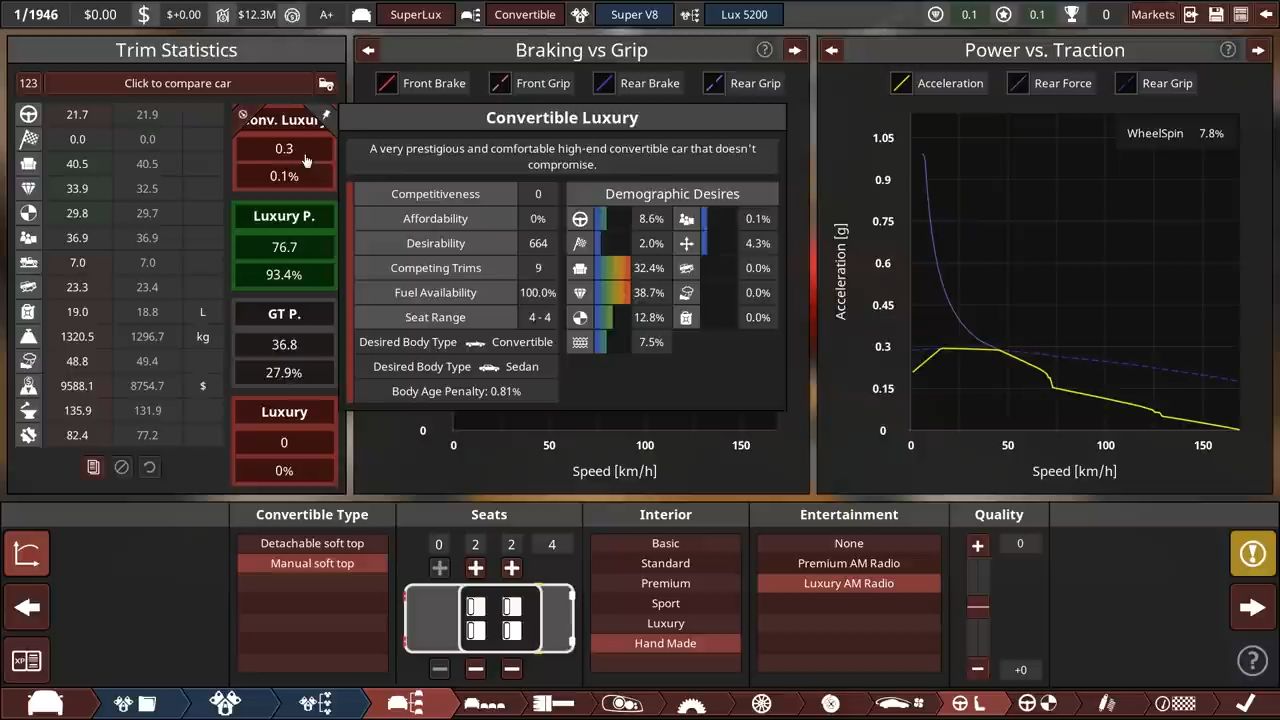 1/1946 $0.00 $ $+0.00 $12.3M A+ SuperLux Convertible Super V8 Lux 5200 0.1 0.1 0 Markets
Trim Statistics
123 Click to compare car
21.7 21.9
0.0 0.0
40.5 40.5
33.9 32.5
29.8 29.7
36.9 36.9
7.0 7.0
23.3 23.4
19.0 18.8 L
1320.5 1296.7 kg
48.8 49.4
9588.1 8754.7 $
135.9 131.9
82.4 77.2
onv. Luxury
0.3
0.1%
Luxury P.
76.7
93.4%
GT P.
36.8
27.9%
Luxury
0
0%
Braking vs Grip ?
Front Brake Front Grip Rear Brake Rear Grip
Convertible Luxury
A very prestigious and comfortable high-end convertible car that doesn't
compromise.
Competitiveness 0
Affordability 0%
Desirability 664
Competing Trims 9
Fuel Availability 100.0%
Seat Range 4 - 4
Desired Body Type Convertible
Desired Body Type Sedan
Body Age Penalty: 0.81%
Demographic Desires
8.6% 0.1%
2.0% 4.3%
32.4% 0.0%
38.7% 0.0%
12.8% 0.0%
7.5%
0
0 50 100 150
Speed [km/h]
Power vs. Traction ?
Acceleration Rear Force Rear Grip
WheelSpin 7.8%
Acceleration [g]
1.05
0.9
0.75
0.6
0.45
0.3
0.15
0
0 50 100 150
Speed [km/h]
Convertible Type
Detachable soft top
Manual soft top
Seats
0 2 2 4
Interior
Basic
Standard
Premium
Sport
Luxury
Hand Made
Entertainment
None
Premium AM Radio
Luxury AM Radio
Quality
0
+0
XP
?